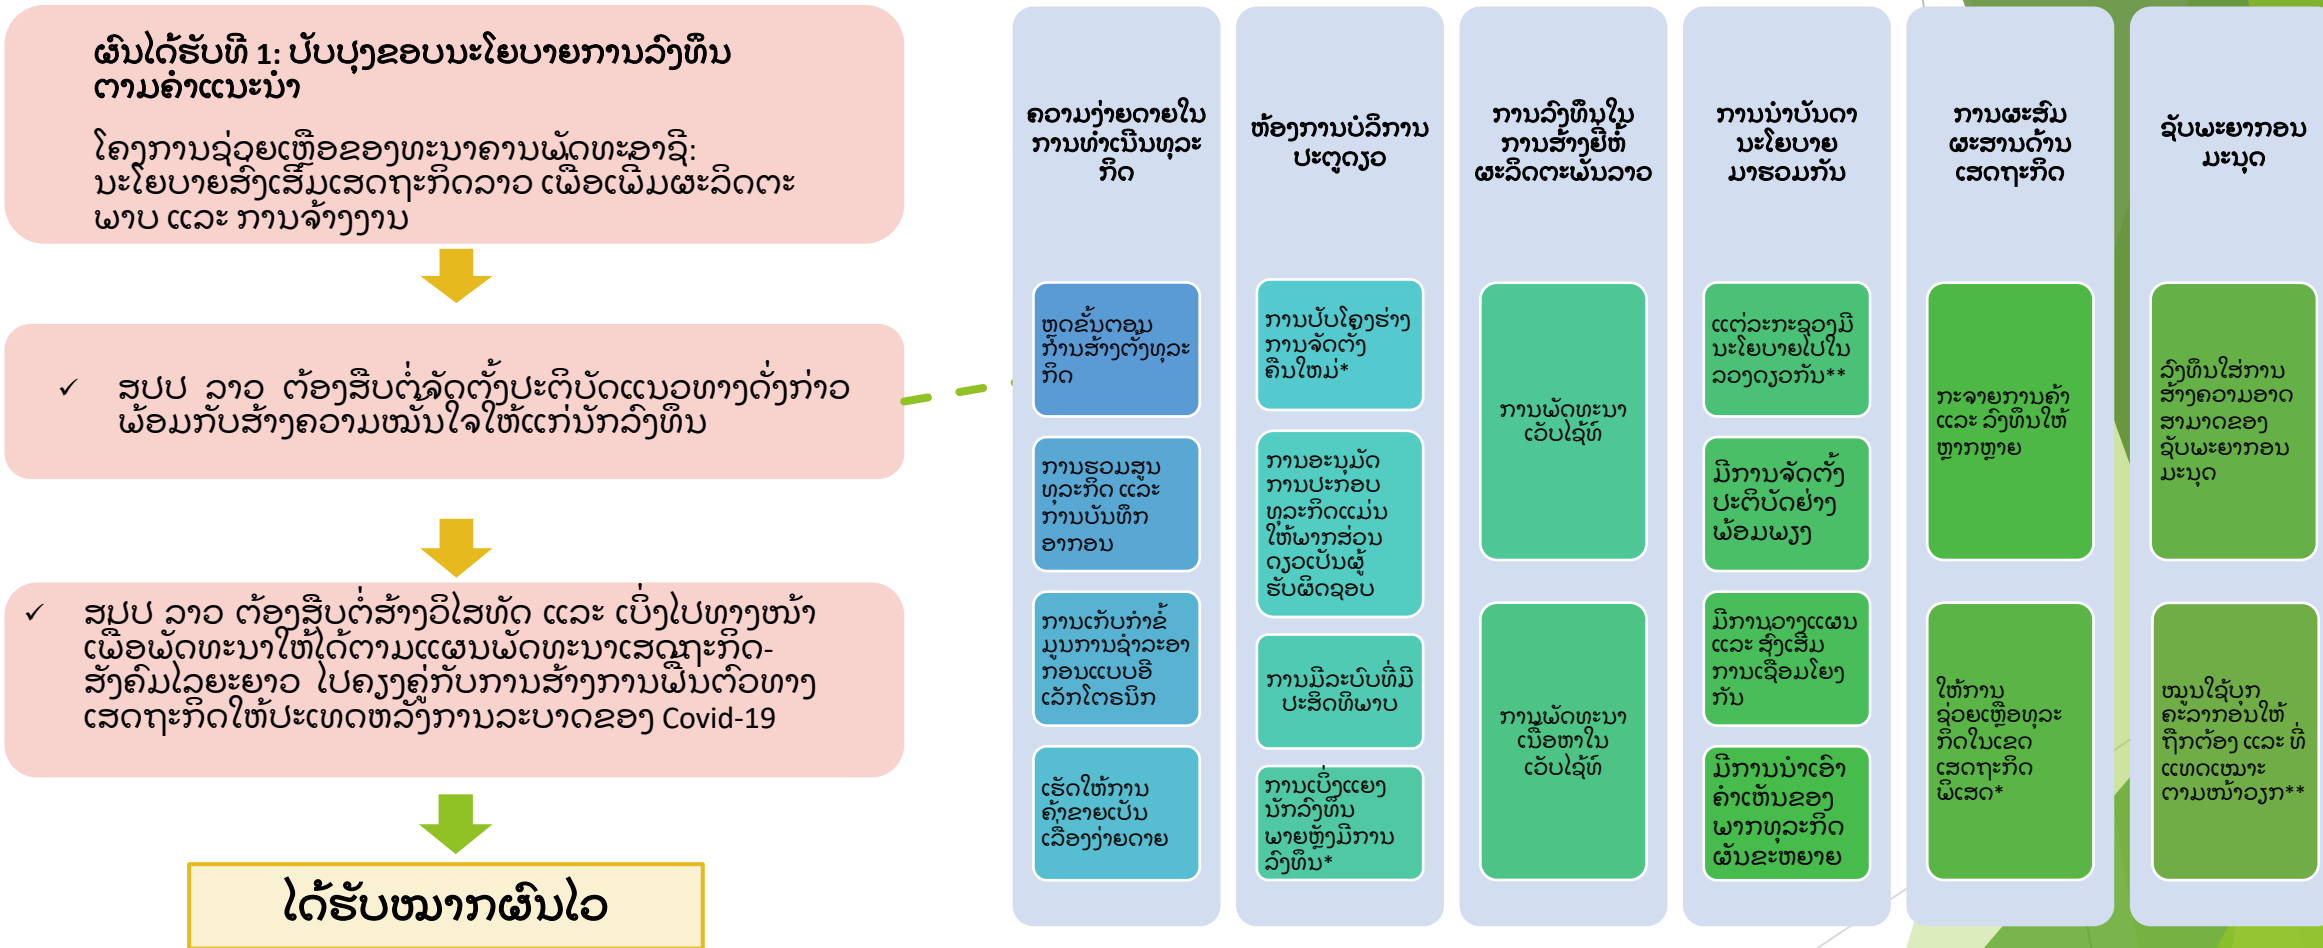 ຜົນໄດ້ຮັບທີ 1: ປັບປຸງຂອບນະໂຍບາຍການລົງທຶນ
ຕາມຄໍາແນະນໍາ
ໂຄງການຊ່ວຍເຫຼືອຂອງທະນາຄານພັດທະອາຊີ:
ນະໂຍບາຍສົ່ງເສີມເສດຖະກິດລາວ ເພື່ອເພີ່ມຜະລິດຕະ
ພາບ ແລະ ການຈ້າງງານ
✓ ສປປ ລາວ ຕ້ອງສືບຕໍ່ຈັດຕັ້ງປະຕິບັດແນວທາງດັ່ງກ່າວ
ພ້ອມກັບສ້າງຄວາມໝັ້ນໃຈໃຫ້ແກ່ນັກລົງທຶນ
✓ ສປປ ລາວ ຕ້ອງສືບຕໍ່ສ້າງວິໄສທັດ ແລະ ເບິ່ງໄປທາງໜ້າ
ເພື່ອພັດທະນາໃຫ້ໄດ້ຕາມແຜນພັດທະນາເສດຖະກິດ-
ສັງຄົມໄລຍະຍາວ ໄປຄຽງຄູ່ກັບການສ້າງການຟື້ນຕົວທາງ
ເສດຖະກິດໃຫ້ປະເທດຫລັງການລະບາດຂອງ Covid-19
ໄດ້ຮັບໝາກຜົນໄວ
ຄວາມງ່າຍດາຍໃນ
ການທໍາເນີນທຸລະ
ກິດ
ຫຼຸດຂັ້ນຕອນ
ການສ້າງຕັ້ງທຸລະ
ກິດ
ການຮວມສູນ
ທຸລະກິດ ແລະ
ການບັນທຶກ
ອາກອນ
ການເກັບກໍາຂໍ້
ມູນການຊໍາລະອາ
ກອນແບບອີ
ເລັກໂຕຣນິກ
ເຮັດໃຫ້ການ
ຄ້າຂາຍເປັນ
ເລື່ອງງ່າຍດາຍ
ຫ້ອງການບໍລິການ
ປະຕູດຽວ
ການປັບໂຄງຮ່າງ
ການຈັດຕັ້ງ
ຄືນໃຫມ່*
ການອະນຸມັດ
ການປະກອບ
ທຸລະກິດແມ່ນ
ໃຫ້ພາກສ່ວນ
ດຽວເປັນຜູ້
ຮັບຜິດຊອບ
ການມີລະບົບທີ່ມີ
ປະສິດທິພາບ
ການເບິ່ງແຍງ
ນັກລົງທຶນ
ພາຍຫຼັງມີການ
ລົງທຶນ*
ການລົງທຶນໃນ
ການສ້າງຍີ່ຫໍ້
ຜະລິດຕະພັນລາວ
ການພັດທະນາ
ເວັບໄຊ້ທ໌
ການພັດທະນາ
ເນື້ອຫາໃນ
ເວັບໄຊ້ທ໌
ການນໍາບັນດາ
ນະໂຍບາຍ
ມາຮວມກັນ
ແຕ່ລະກະຊວງມີ
ນະໂຍບາຍໄປໃນ
ລວງດຽວກັນ**
ມີການຈັດຕັ້ງ
ປະຕິບັດຢ່າງ
ພ້ອມພຽງ
ມີການວາງແຜນ
ແລະ ສົ່ງເສີມ
ການເຊື່ອມໂຍງ
ກັນ
ມີການນໍາເອົາ
ຄໍາເຫັນຂອງ
ພາກທຸລະກິດ
ຜັນຂະຫຍາຍ
ການຜະສົມ
ຜະສານດ້ານ
ເສດຖະກິດ
ກະຈາຍການຄ້າ
ແລະ ລົງທຶນໃຫ້
ຫຼາກຫຼາຍ
ໃຫ້ການ
ຊ່ວຍເຫຼືອທຸລະ
ກິດໃນເຂດ
ເສດຖະກິດ
ພິເສດ*
ຊັບພະຍາກອນ
ມະນຸດ
ລົງທຶນໃສ່ການ
ສ້າງຄວາມອາດ
ສາມາດຂອງ
ຊັບພະຍາກອນ
ມະນຸດ
ໝູນໃຊ້ບຸກ
ຄະລາກອນໃຫ້
ຖືກຕ້ອງ ແລະ ທີ່
ແທດເໝາະ
ຕາມໜ້າວຽກ**